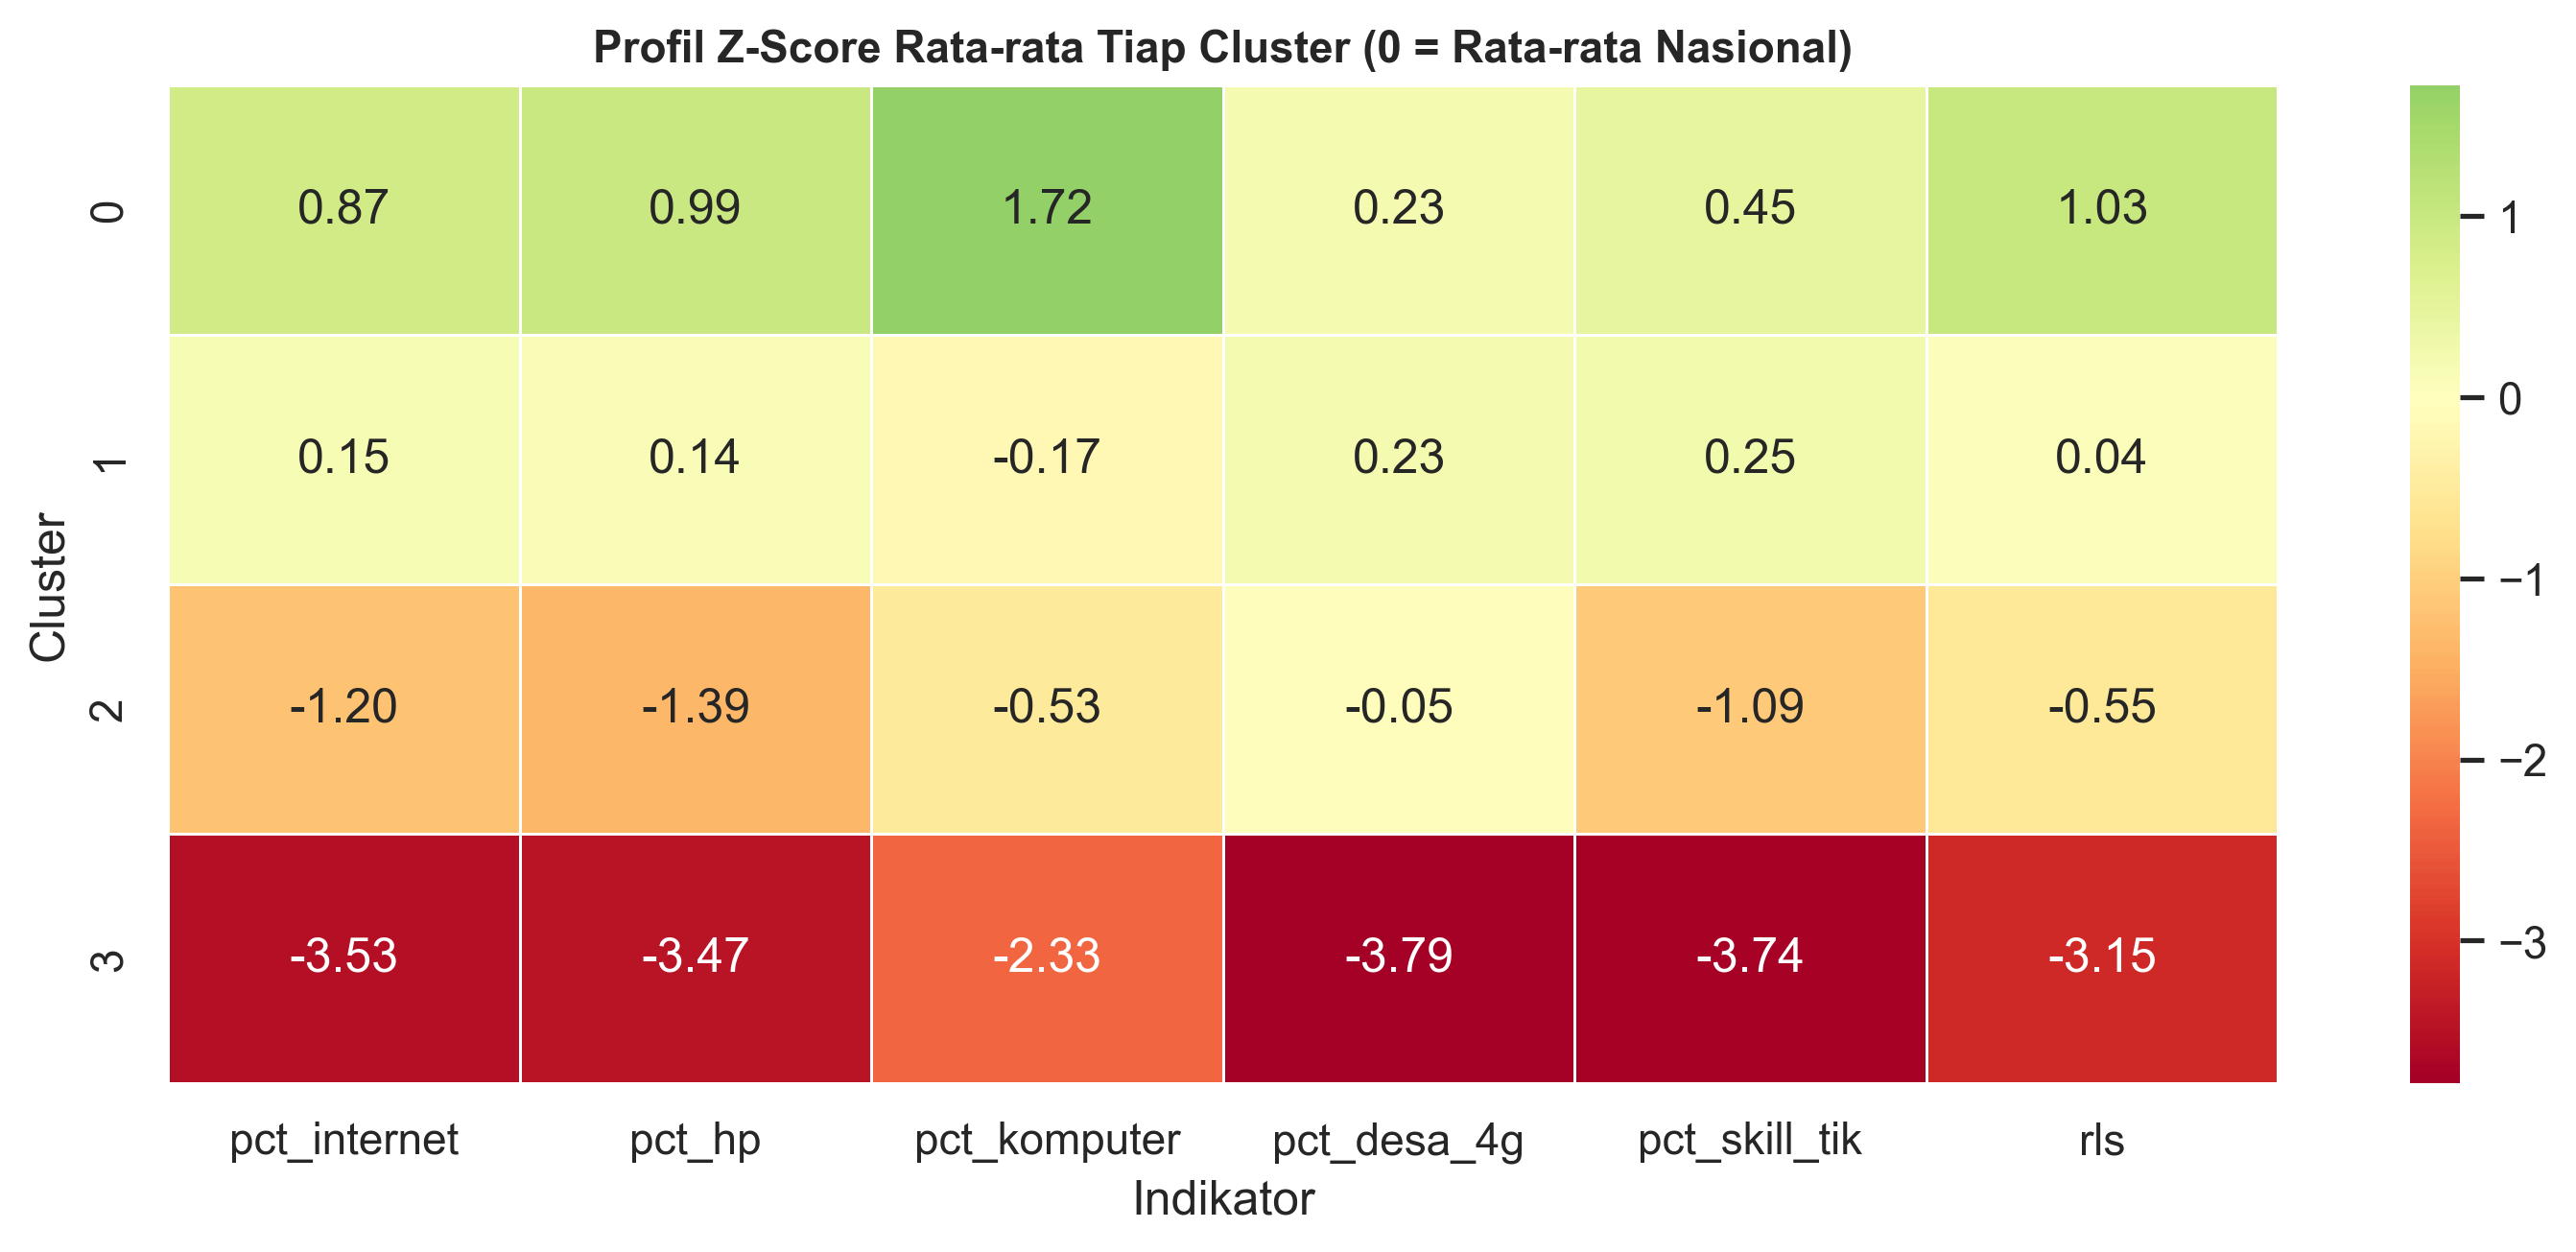 Profil Z-Score Rata-rata Tiap Cluster (0 = Rata-rata Nasional)
Cluster
0 0.87 0.99 1.72 0.23 0.45 1.03
1 0.15 0.14 -0.17 0.23 0.25 0.04
2 -1.20 -1.39 -0.53 -0.05 -1.09 -0.55
3 -3.53 -3.47 -2.33 -3.79 -3.74 -3.15
pct_internet pct_hp pct_komputer pct_desa_4g pct_skill_tik rls
Indikator
1
0
−1
−2
−3